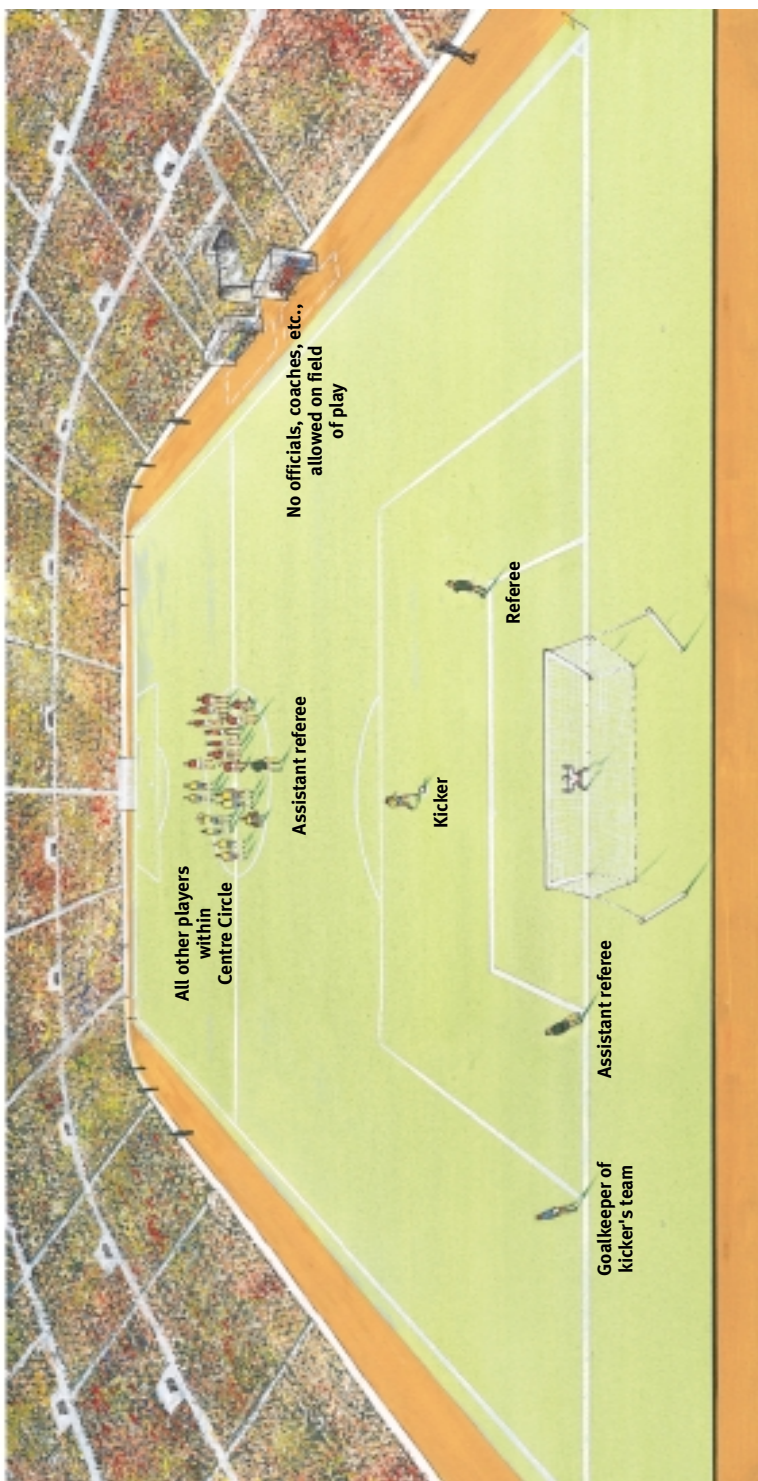 All other players
within
Centre Circle
Assistant referee
No officials, coaches, etc.,
allowed on field
of play
Kicker
Referee
Assistant referee
Goalkeeper of
kicker's team